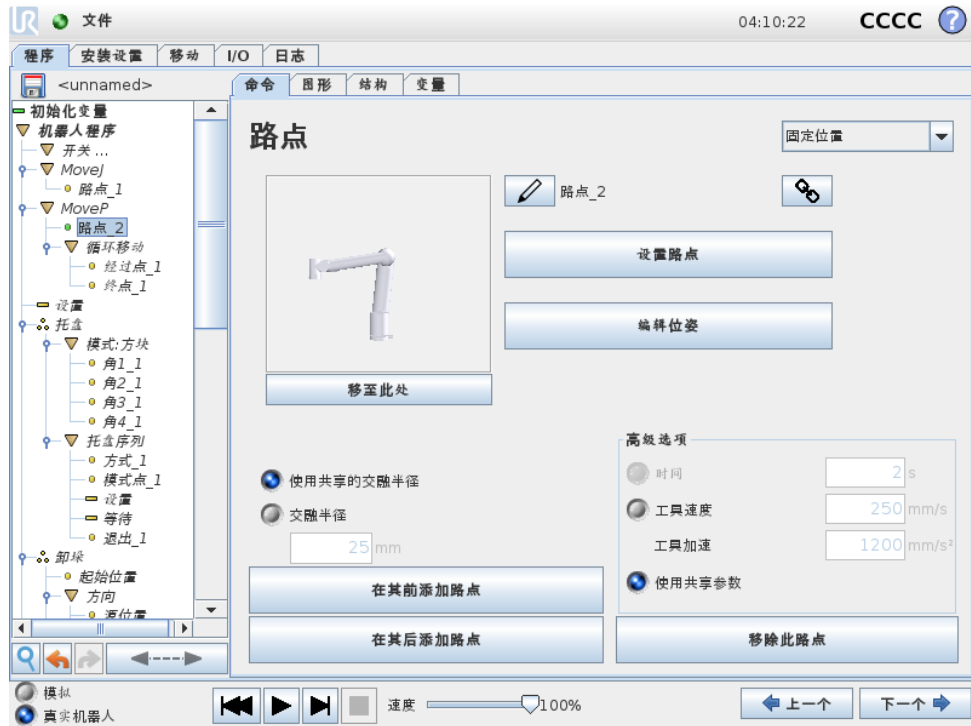 UR 文件 04:10:22 CCCC ?
程序 安装设置 移动 I/O 日志
<unnamed>
命令 图形 结构 变量
初始化变量
机器人程序
开关 ...
MoveJ
路点_1
MoveP
路点_2
循环移动
经过点_1
终点_1
设置
托盘
模式:方块
角1_1
角2_1
角3_1
角4_1
托盘序列
方式_1
模式点_1
设置
等待
退出_1
卸垛
起始位置
方向
源位置
路点
固定位置
路点_2
设置路点
编辑位姿
移至此处
使用共享的交融半径
交融半径
25 mm
高级选项
时间 2 s
工具速度 250 mm/s
工具加速 1200 mm/s²
使用共享参数
在其前添加路点
在其后添加路点
移除此路点
模拟
真实机器人
速度 100%
上一个
下一个